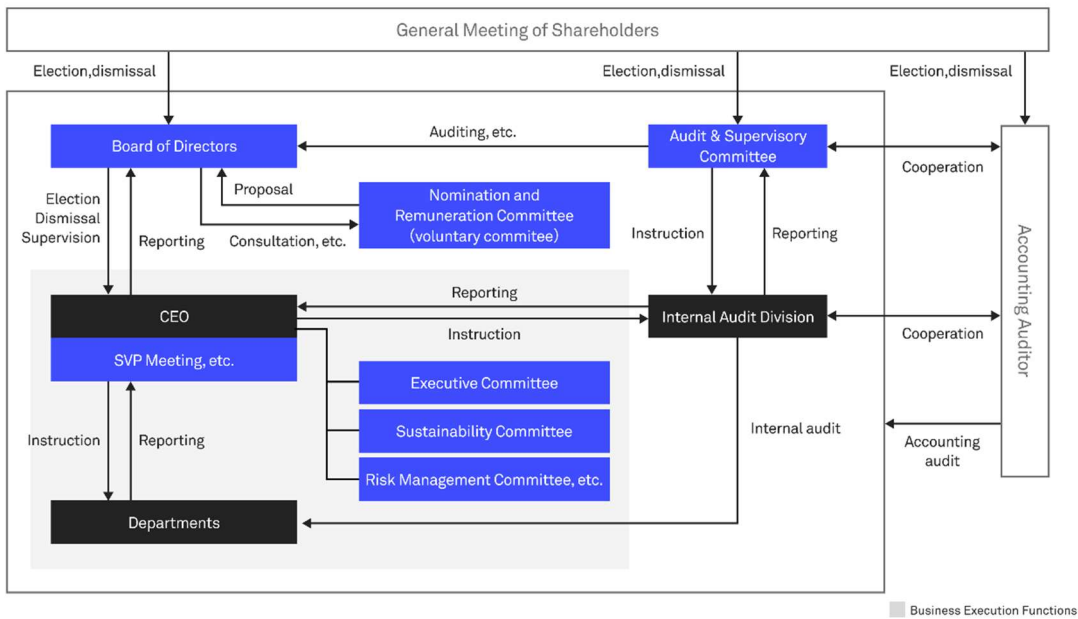 General Meeting of Shareholders
Election,dismissal
Election,dismissal
Election,dismissal
Board of Directors
Auditing, etc.
Audit & Supervisory
Committee
Cooperation
Proposal
Nomination and
Remuneration Committee
(voluntary commitee)
Election
Dismissal
Supervision
Reporting
Consultation, etc.
Instruction
Reporting
Accounting Auditor
CEO
Reporting
Instruction
Internal Audit Division
Cooperation
SVP Meeting, etc.
Executive Committee
Sustainability Committee
Risk Management Committee, etc.
Instruction
Reporting
Internal audit
Accounting
audit
Departments
Business Execution Functions